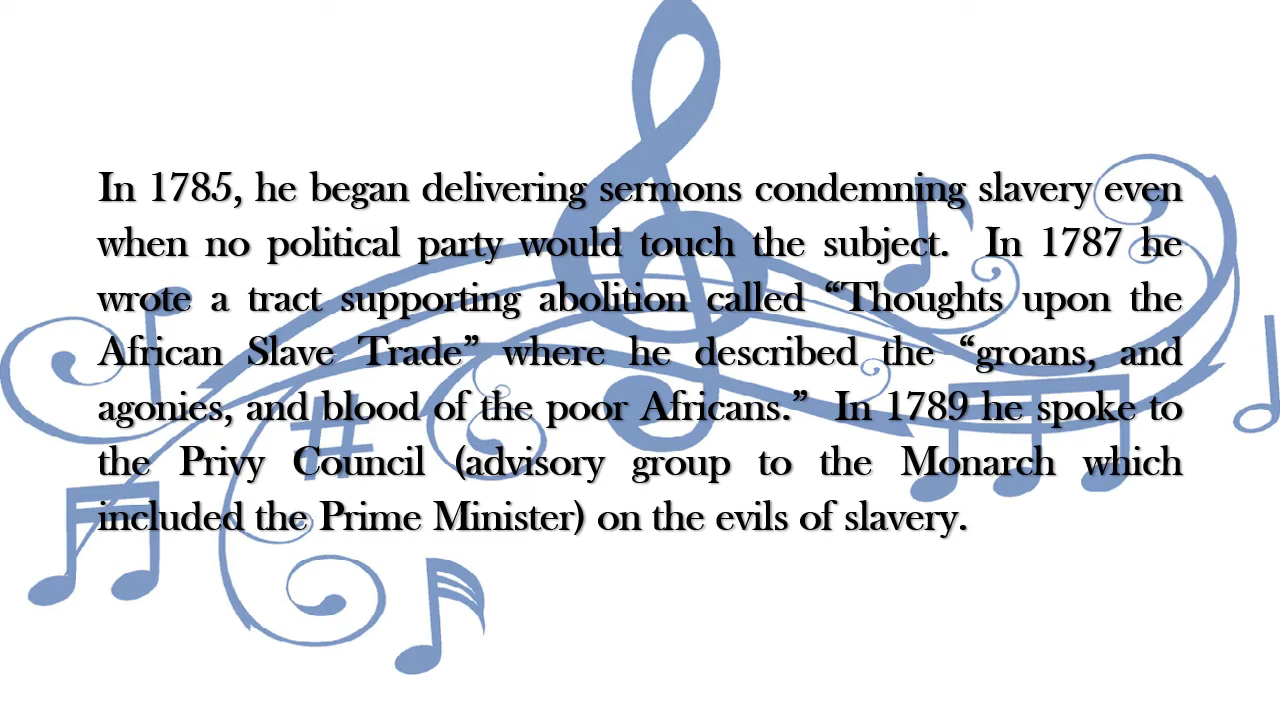 In 1785, he began delivering sermons condemning slavery even
when no political party would touch the subject.  In 1787 he
wrote a tract supporting abolition called “Thoughts upon the
African Slave Trade” where he described the “groans, and
agonies, and blood of the poor Africans.”  In 1789 he spoke to
the Privy Council (advisory group to the Monarch which
included the Prime Minister) on the evils of slavery.